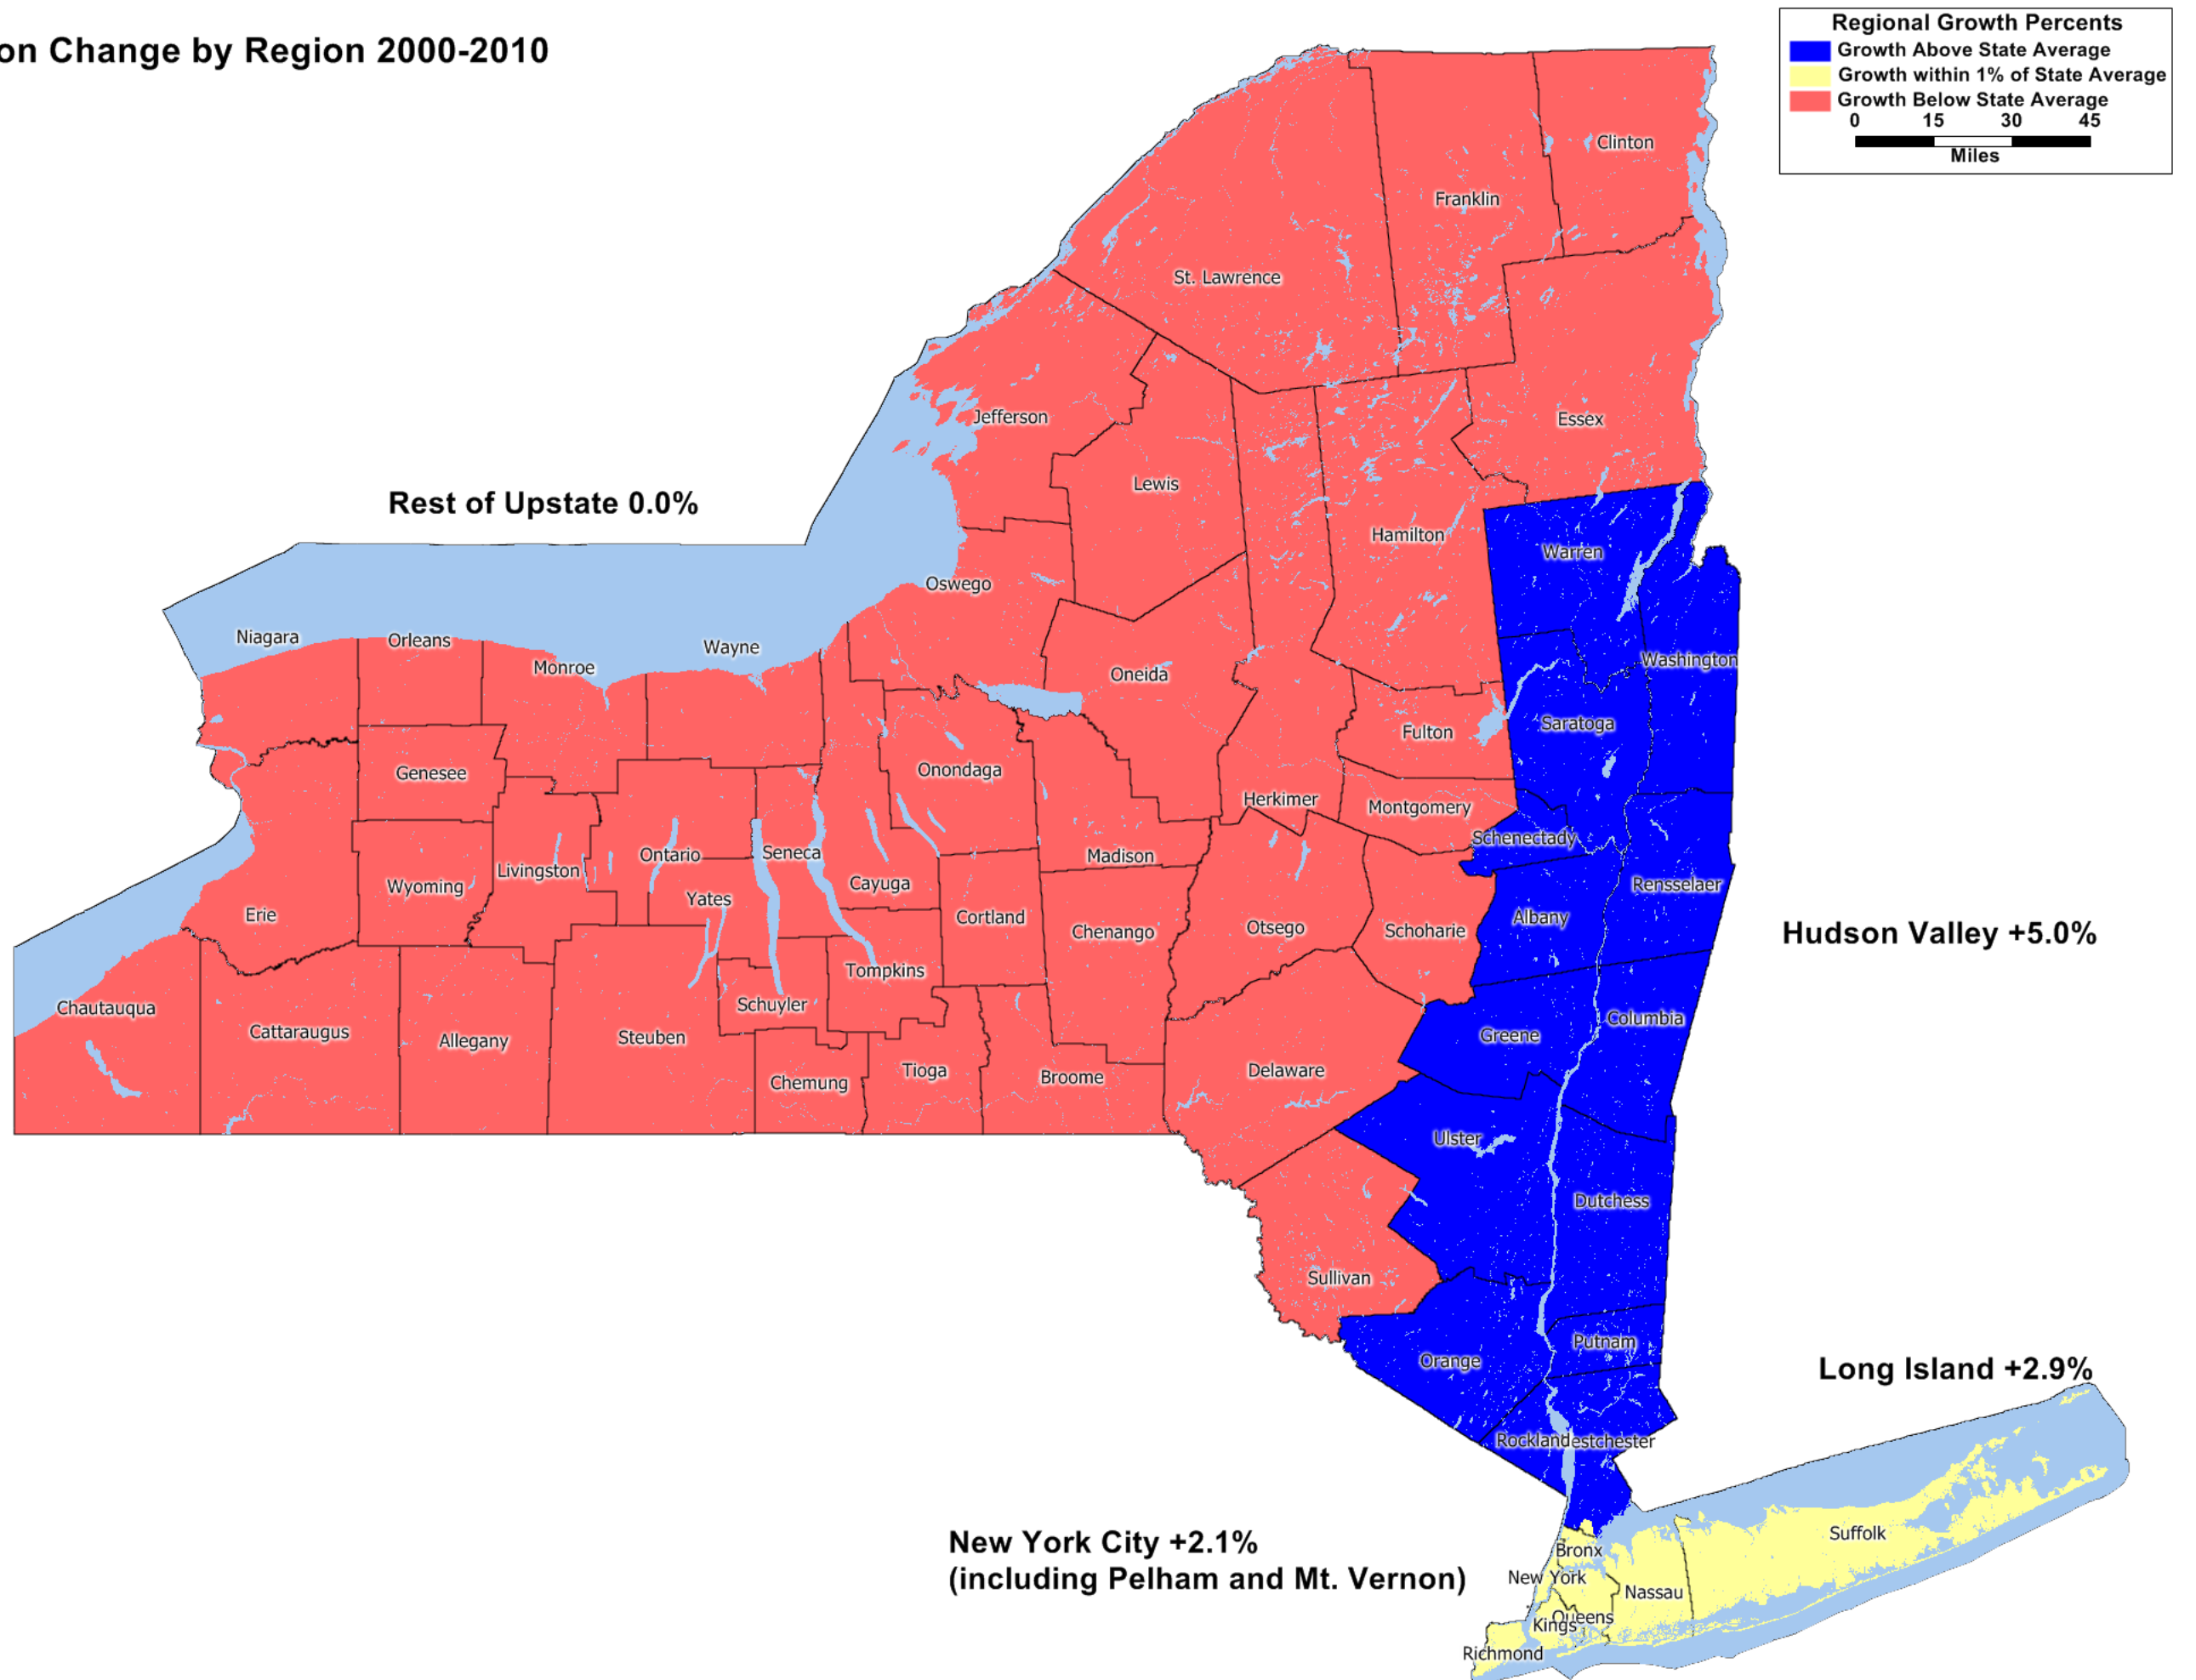 on Change by Region 2000-2010
Regional Growth Percents
Growth Above State Average
Growth within 1% of State Average
Growth Below State Average
0 15 30 45
Miles
Clinton
Franklin
St. Lawrence
Jefferson
Essex
Lewis
Rest of Upstate 0.0%
Hamilton
Warren
Oswego
Niagara
Orleans
Wayne
Monroe
Oneida
Washington
Saratoga
Fulton
Genesee
Onondaga
Herkimer
Montgomery
Schenectady
Ontario
Seneca
Madison
Livingston
Wyoming
Cayuga
Rensselaer
Yates
Erie
Cortland
Chenango
Otsego
Schoharie
Albany
Hudson Valley +5.0%
Tompkins
Chautauqua
Schuyler
Columbia
Cattaraugus
Allegany
Steuben
Greene
Chemung
Tioga
Broome
Delaware
Ulster
Dutchess
Sullivan
Putnam
Orange
Long Island +2.9%
Rocklandestchester
New York City +2.1%
(including Pelham and Mt. Vernon)
Suffolk
Bronx
New York
Nassau
Queens
Kings
Richmond